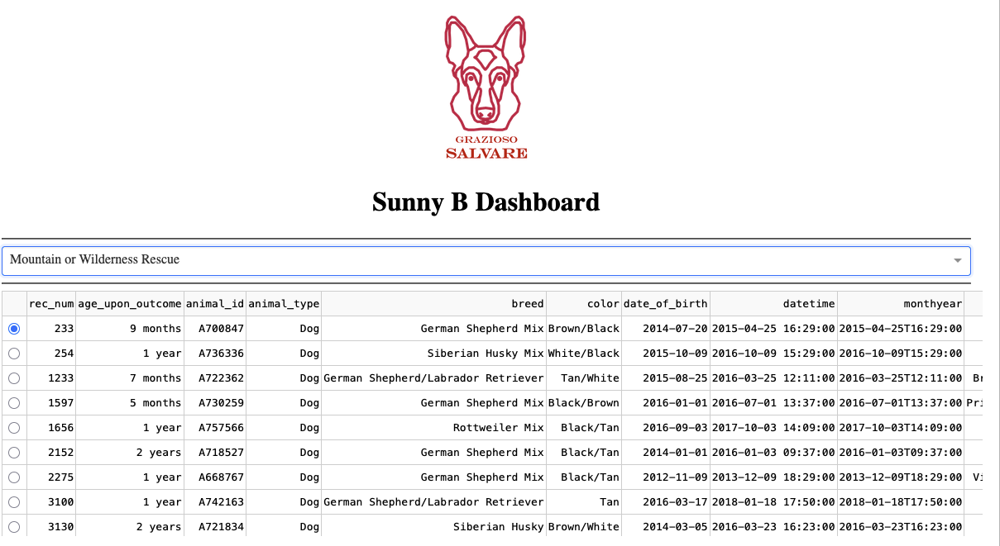 GRAZIOSO
SALVARE
Sunny B Dashboard
Mountain or Wilderness Rescue
rec_num age_upon_outcome animal_id animal_type breed color date_of_birth datetime monthyear
233 9 months A700847 Dog German Shepherd Mix Brown/Black 2014-07-20 2015-04-25 16:29:00 2015-04-25T16:29:00
254 1 year A736336 Dog Siberian Husky Mix White/Black 2015-10-09 2016-10-09 15:29:00 2016-10-09T15:29:00
1233 7 months A722362 Dog German Shepherd/Labrador Retriever Tan/White 2015-08-25 2016-03-25 12:11:00 2016-03-25T12:11:00
1597 5 months A730259 Dog German Shepherd Mix Black/Brown 2016-01-01 2016-07-01 13:37:00 2016-07-01T13:37:00
1656 1 year A757566 Dog Rottweiler Mix Black/Tan 2016-09-03 2017-10-03 14:09:00 2017-10-03T14:09:00
2152 2 years A718527 Dog German Shepherd Mix Black/Tan 2014-01-01 2016-01-03 09:37:00 2016-01-03T09:37:00
2275 1 year A668767 Dog German Shepherd Mix Black/Tan 2012-11-09 2013-12-09 18:29:00 2013-12-09T18:29:00
3100 1 year A742163 Dog German Shepherd/Labrador Retriever Tan 2016-03-17 2018-01-18 17:50:00 2018-01-18T17:50:00
3130 2 years A721834 Dog Siberian Husky Brown/White 2014-03-05 2016-03-23 16:23:00 2016-03-23T16:23:00